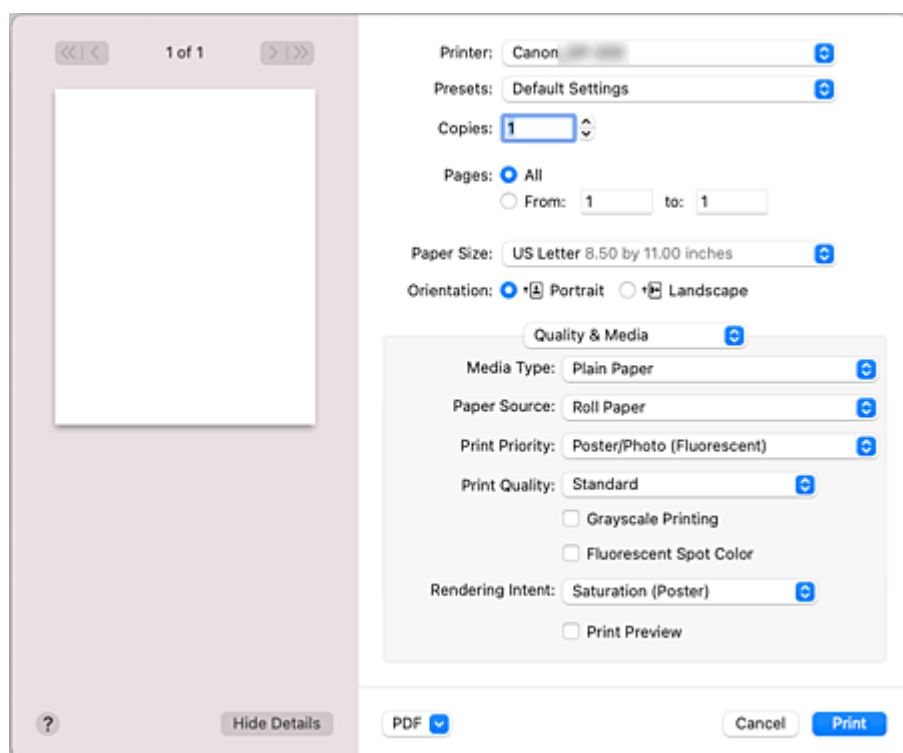 1 of 1
Printer: Canon
Presets: Default Settings
Copies: 1
Pages: All
From: 1 to: 1
Paper Size: US Letter 8.50 by 11.00 inches
Orientation: Portrait Landscape
Quality & Media
Media Type: Plain Paper
Paper Source: Roll Paper
Print Priority: Poster/Photo (Fluorescent)
Print Quality: Standard
Grayscale Printing
Fluorescent Spot Color
Rendering Intent: Saturation (Poster)
Print Preview
? Hide Details PDF Cancel Print